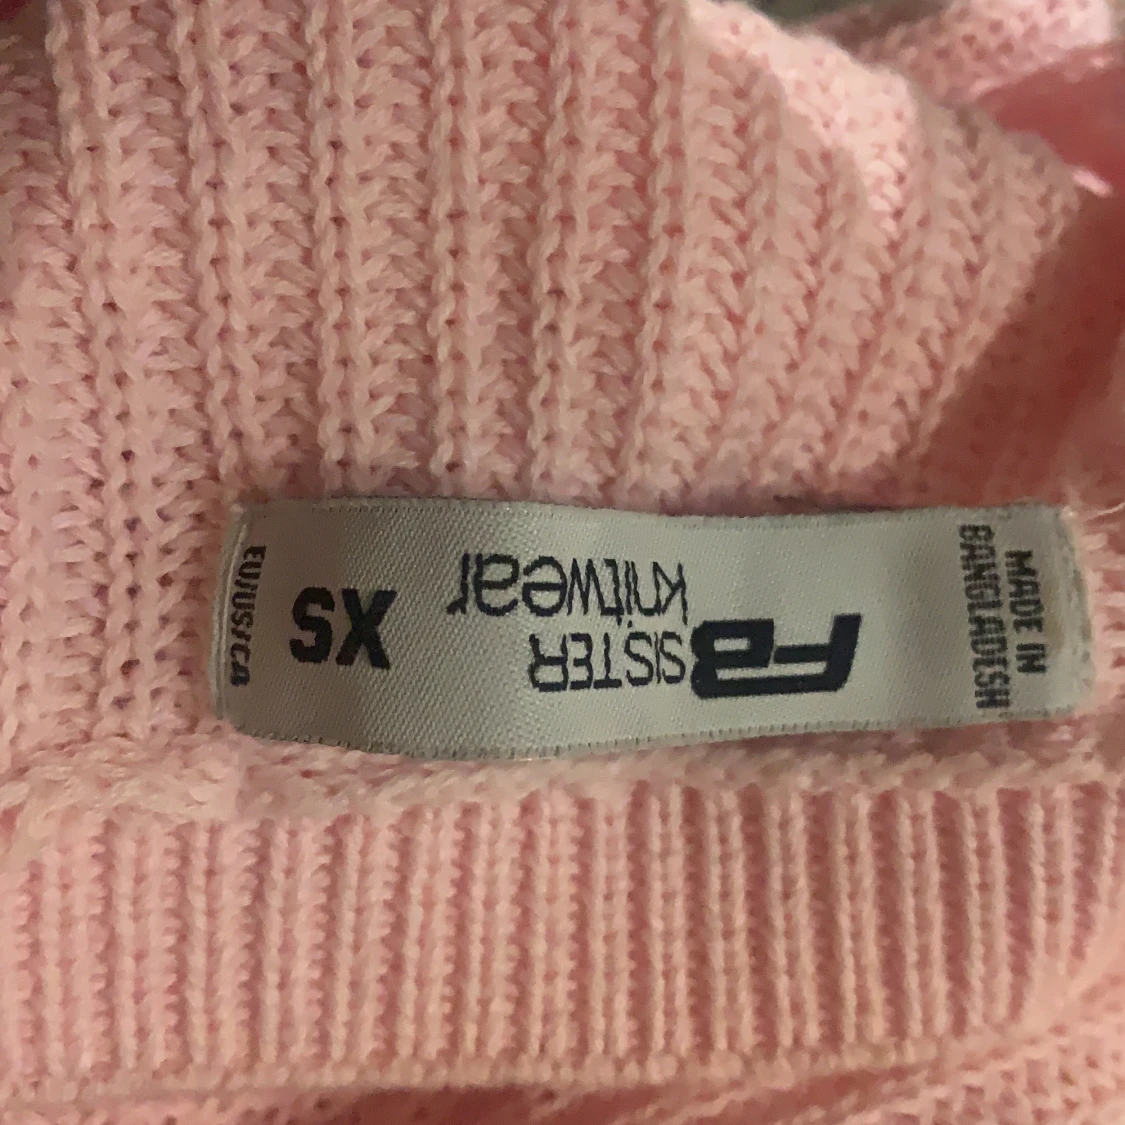 MADE IN
BANGLADESH
FB
SISTER
knitwear
XS
EU/US/CA